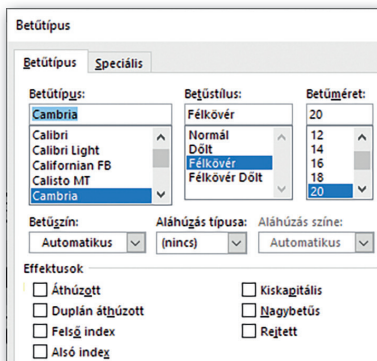 Betűtípus
Betűtípus Speciális
Betűtípus: Betűstílus: Betűméret:
Cambria Félkövér 20
Calibri Normál 12
Calibri Light Dőlt 14
Californian FB Félkövér 16
Calisto MT Félkövér Dőlt 18
Cambria 20
Betűszín: Aláhúzás típusa: Aláhúzás színe:
Automatikus (nincs) Automatikus
Effektusok
Áthúzott Kiskapitális
Duplán áthúzott Nagybetűs
Felső index Rejtett
Alsó index